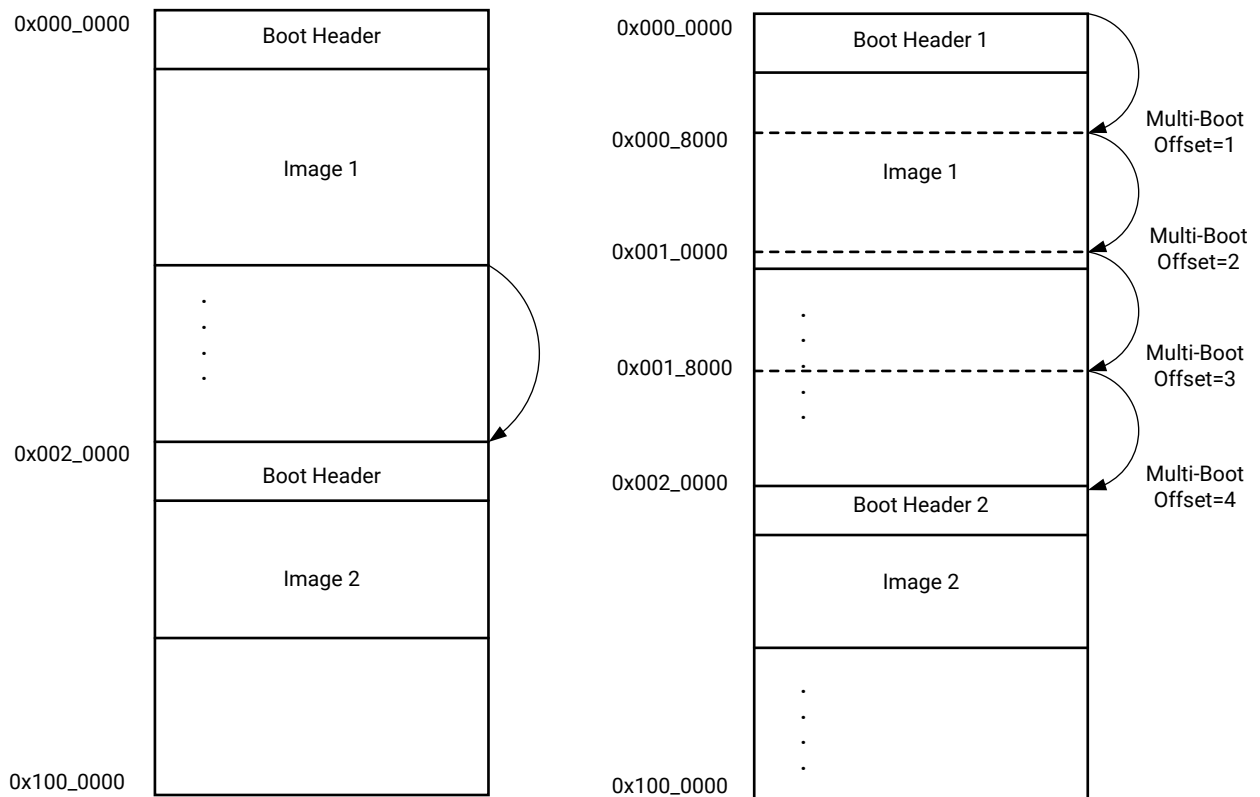 0x000_0000
Boot Header
Image 1
0x002_0000
Boot Header
Image 2
0x100_0000
0x000_0000
Boot Header 1
Multi-Boot
Offset=1
0x000_8000
Image 1
Multi-Boot
Offset=2
0x001_0000
Multi-Boot
Offset=3
0x001_8000
Multi-Boot
Offset=4
0x002_0000
Boot Header 2
Image 2
0x100_0000